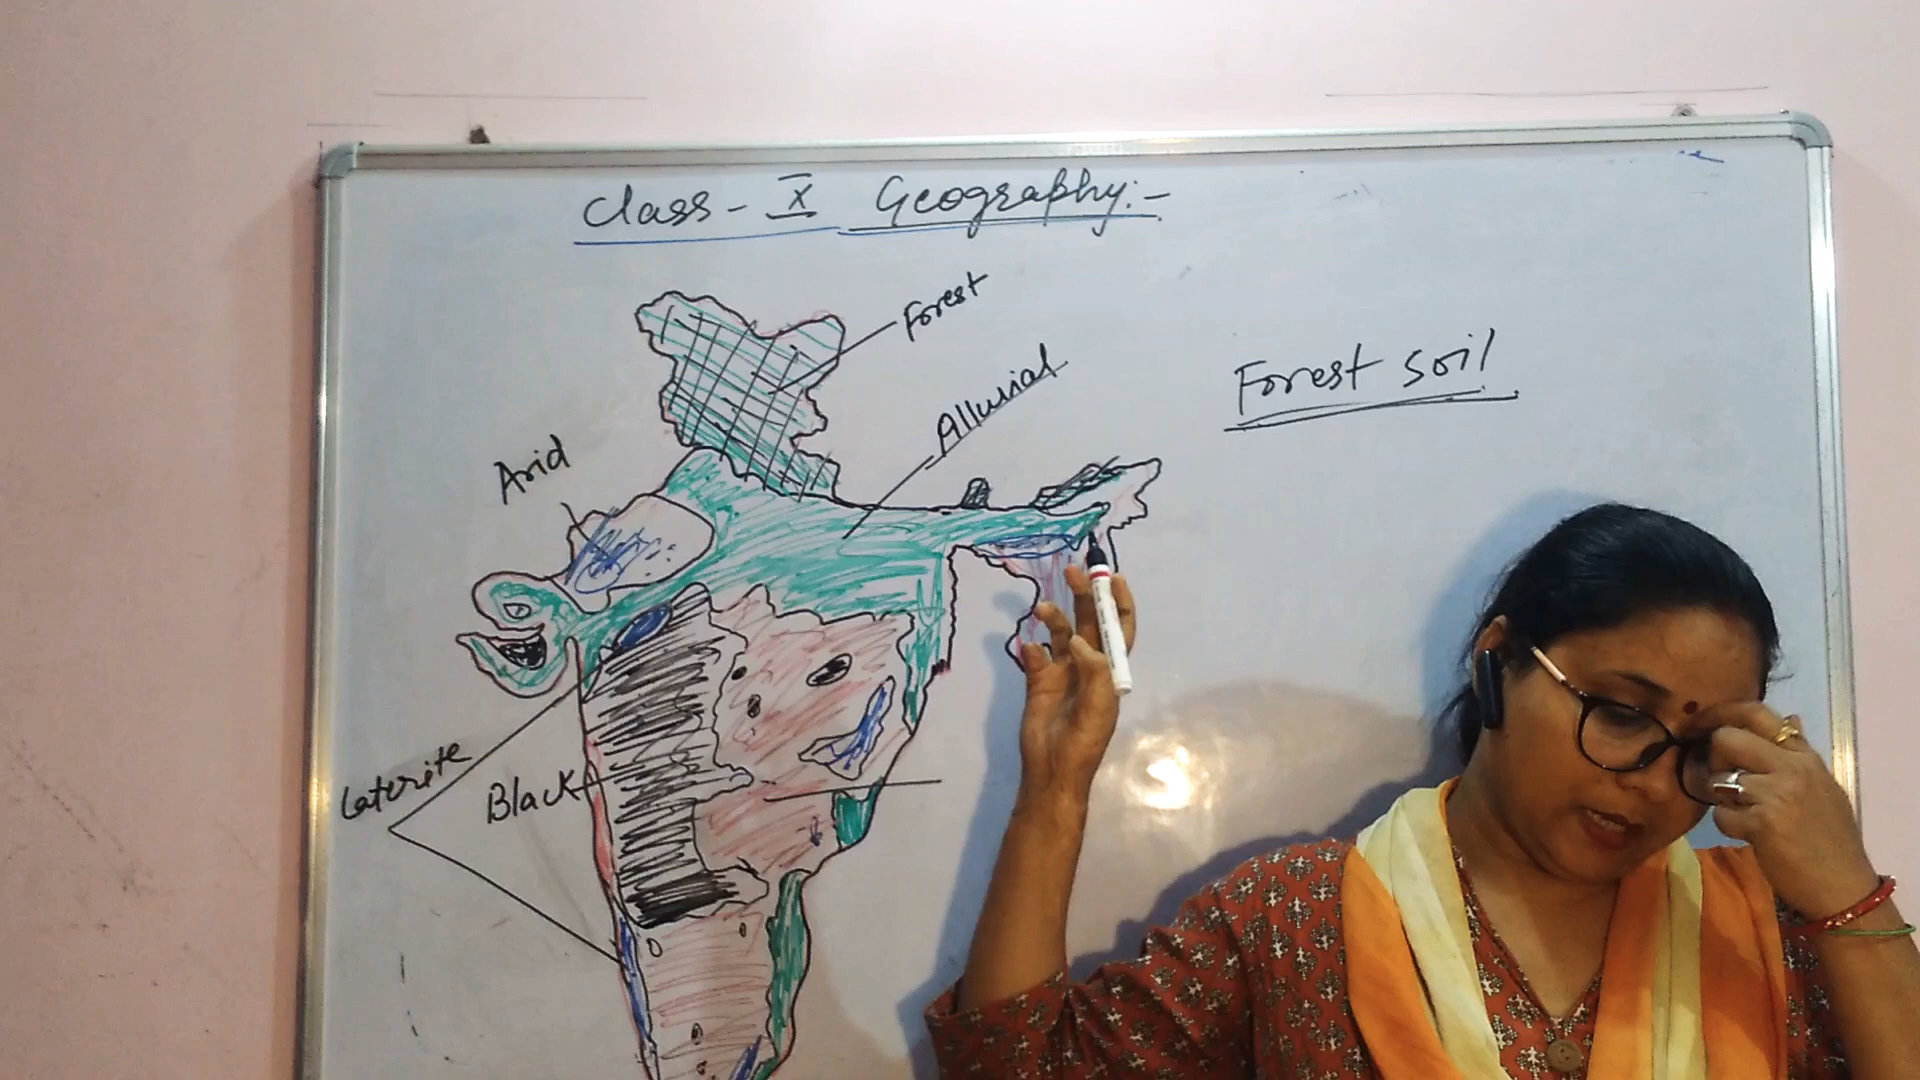 Class - X Geography:-
Forest
Alluvial
Forest soil
Arid
Laterite
Black